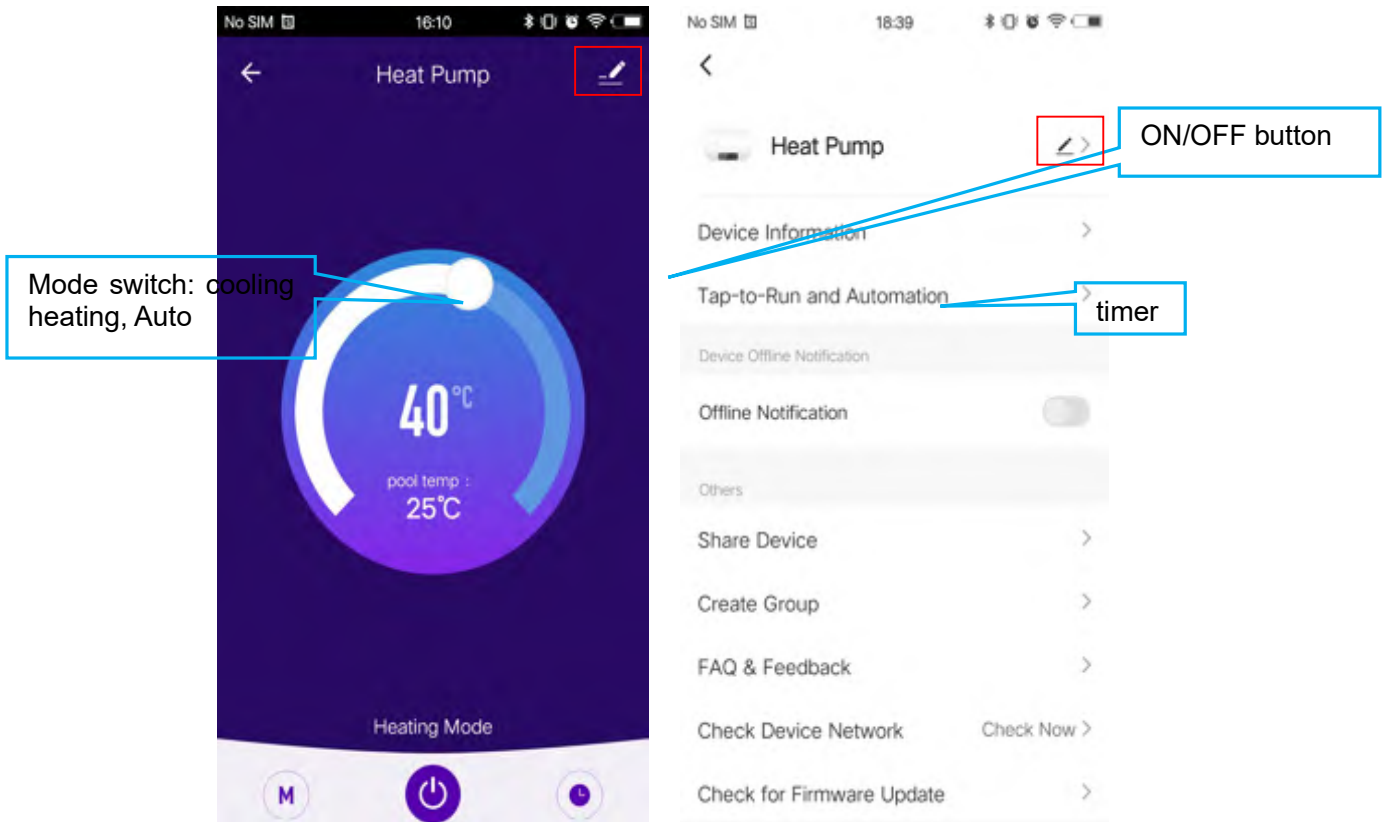 No SIM
16:10
Heat Pump
Mode switch: cooling
heating, Auto
40°C
pool temp :
25℃
Heating Mode
M
No SIM
18:39
Heat Pump
ON/OFF button
Device Information
Tap-to-Run and Automation
timer
Device Offline Notification
Offline Notification
Others
Share Device
Create Group
FAQ & Feedback
Check Device Network Check Now
Check for Firmware Update